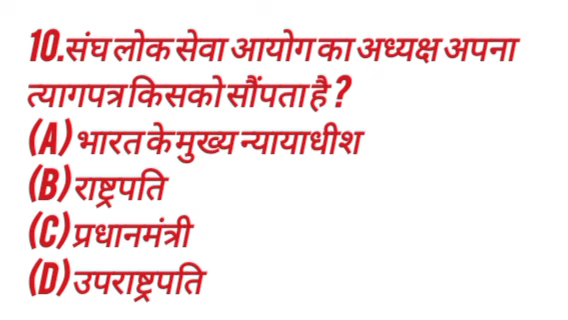 10.संघ लोक सेवा आयोग का अध्यक्ष अपना
त्यागपत्र किसको सौंपता है ?
(A) भारत के मुख्य न्यायाधीश
(B) राष्ट्रपति
(C) प्रधानमंत्री
(D) उपराष्ट्रपति